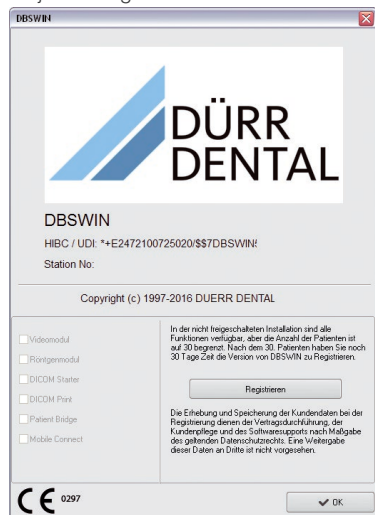 DBSWIN
DÜRR
DENTAL
DBSWIN
HIBC / UDI: *+E2472100725020/$$7DBSWIN
Station No:
Copyright (c) 1997-2016 DUERR DENTAL
Videomodul
Röntgenmodul
DICOM Starter
DICOM Print
Patient Bridge
Mobile Connect
In der nicht freigeschalteten Installation sind alle
Funktionen verfügbar, aber die Anzahl der Patienten ist
auf 30 begrenzt. Nach dem 30. Patienten haben Sie noch
30 Tage Zeit die Version von DBSWIN zu Registrieren.
Registrieren
Die Erhebung und Speicherung der Kundendaten bei der
Registrierung dienen der Vertragsdurchführung, der
Kundenpflege und des Softwaresupports nach Maßgabe
des geltenden Datenschutzrechts. Eine Weitergabe
dieser Daten an Dritte ist nicht vorgesehen.
CE 0297
OK